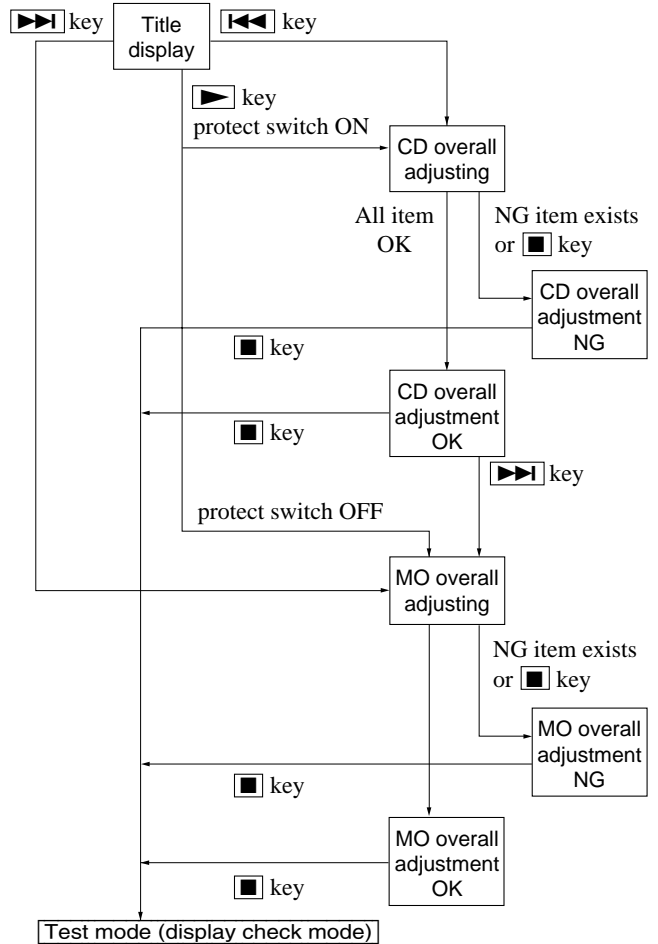 key
Title
display
key
key
protect switch ON
CD overall
adjusting
All item
OK
NG item exists
or key
CD overall
adjustment
NG
key
CD overall
adjustment
OK
key
key
protect switch OFF
MO overall
adjusting
NG item exists
or key
MO overall
adjustment
NG
key
MO overall
adjustment
OK
key
Test mode (display check mode)